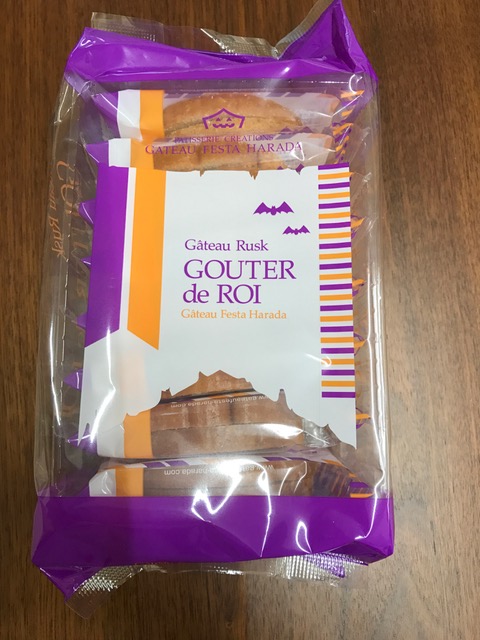 PATISSERIE CREATIONS
GATEAU FESTA HARADA
Gâteau Rusk
GOUTER
de ROI
Gâteau Festa Harada